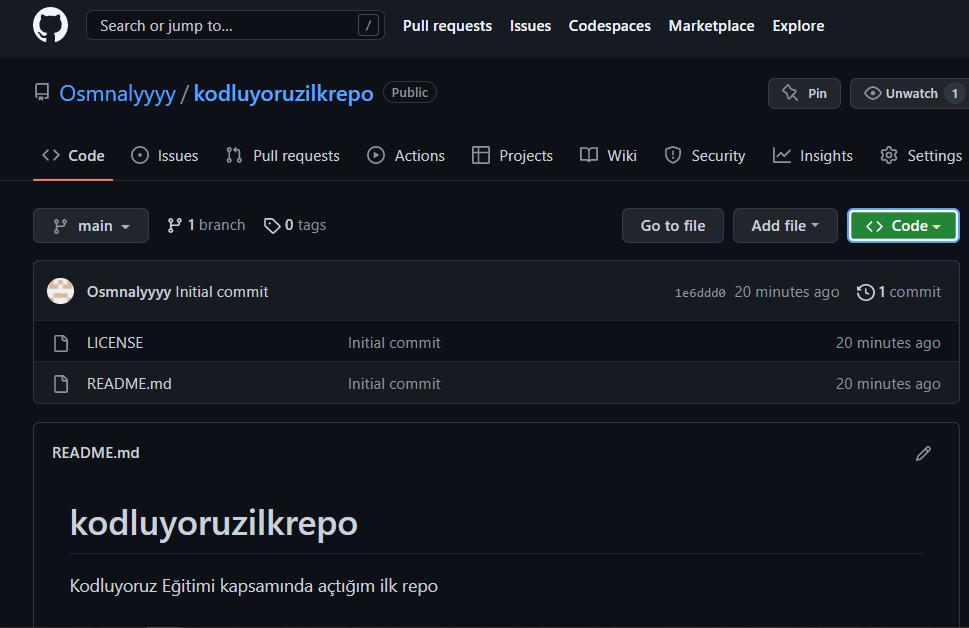 Search or jump to... / Pull requests Issues Codespaces Marketplace Explore
Osmnalyyyy / kodluyoruzilkrepo Public Pin Unwatch 1
Code Issues Pull requests Actions Projects Wiki Security Insights Settings
main 1 branch 0 tags Go to file Add file Code
Osmnalyyyy Initial commit 1e6ddd0 20 minutes ago 1 commit
LICENSE Initial commit 20 minutes ago
README.md Initial commit 20 minutes ago
README.md
kodluyoruzilkrepo
Kodluyoruz Eğitimi kapsamında açtığım ilk repo